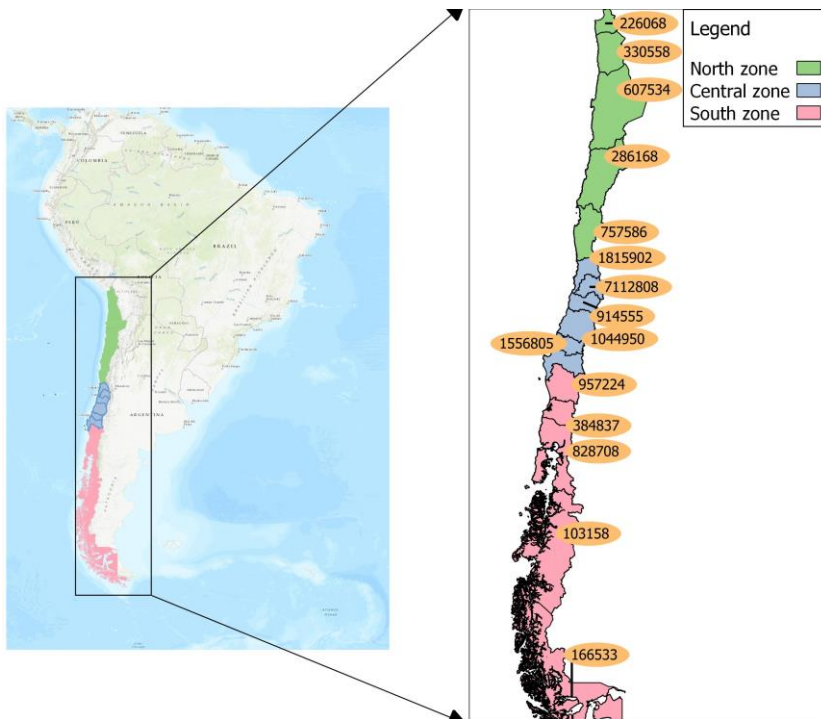 COLOMBIA
BRAZIL
ARGENTINA
Legend
North zone
Central zone
South zone
226068
330558
607534
286168
757586
1815902
7112808
914555
1044950
1556805
957224
384837
828708
103158
166533